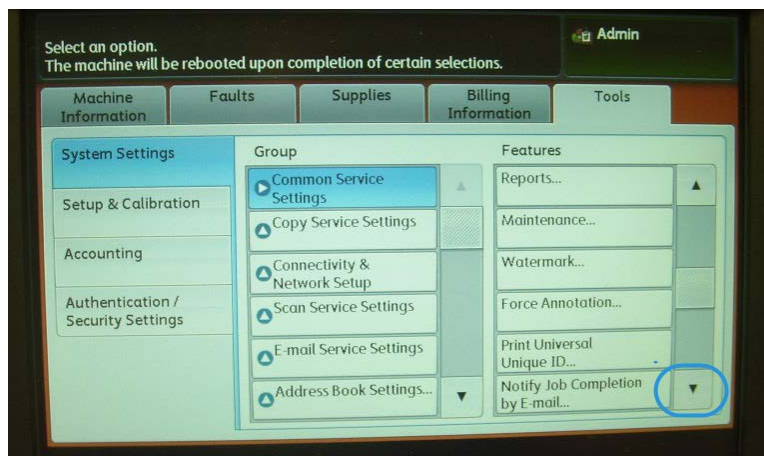 Select an option.
The machine will be rebooted upon completion of certain selections.
Admin
Machine
Information
Faults
Supplies
Billing
Information
Tools
System Settings
Setup & Calibration
Accounting
Authentication /
Security Settings
Group
Common Service
Settings
Copy Service Settings
Connectivity &
Network Setup
Scan Service Settings
E-mail Service Settings
Address Book Settings...
Features
Reports...
Maintenance...
Watermark...
Force Annotation...
Print Universal
Unique ID...
Notify Job Completion
by E-mail...